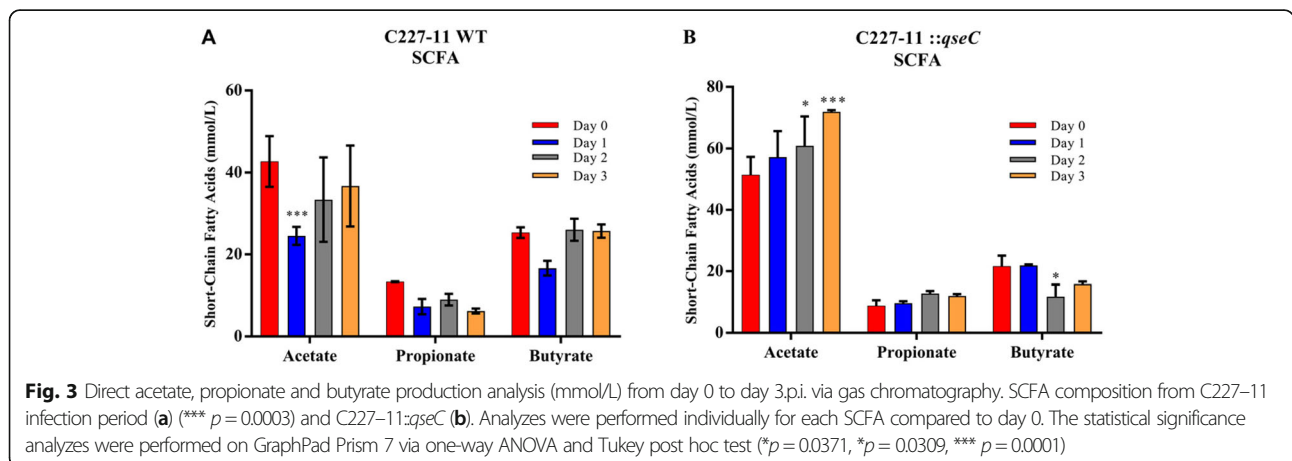 A
C227-11 WT
SCFA
Short-Chain Fatty Acids (mmol/L)
60
40
20
0
***
Day 0
Day 1
Day 2
Day 3
Acetate
Propionate
Butyrate
B
C227-11 ::qseC
SCFA
Short-Chain Fatty Acids (mmol/L)
80
60
40
20
0
*
***
*
Day 0
Day 1
Day 2
Day 3
Acetate
Propionate
Butyrate
Fig. 3 Direct acetate, propionate and butyrate production analysis (mmol/L) from day 0 to day 3.p.i. via gas chromatography. SCFA composition from C227–11
infection period (a) (*** p = 0.0003) and C227–11::qseC (b). Analyzes were performed individually for each SCFA compared to day 0. The statistical significance
analyzes were performed on GraphPad Prism 7 via one-way ANOVA and Tukey post hoc test (*p = 0.0371, *p = 0.0309, *** p = 0.0001)